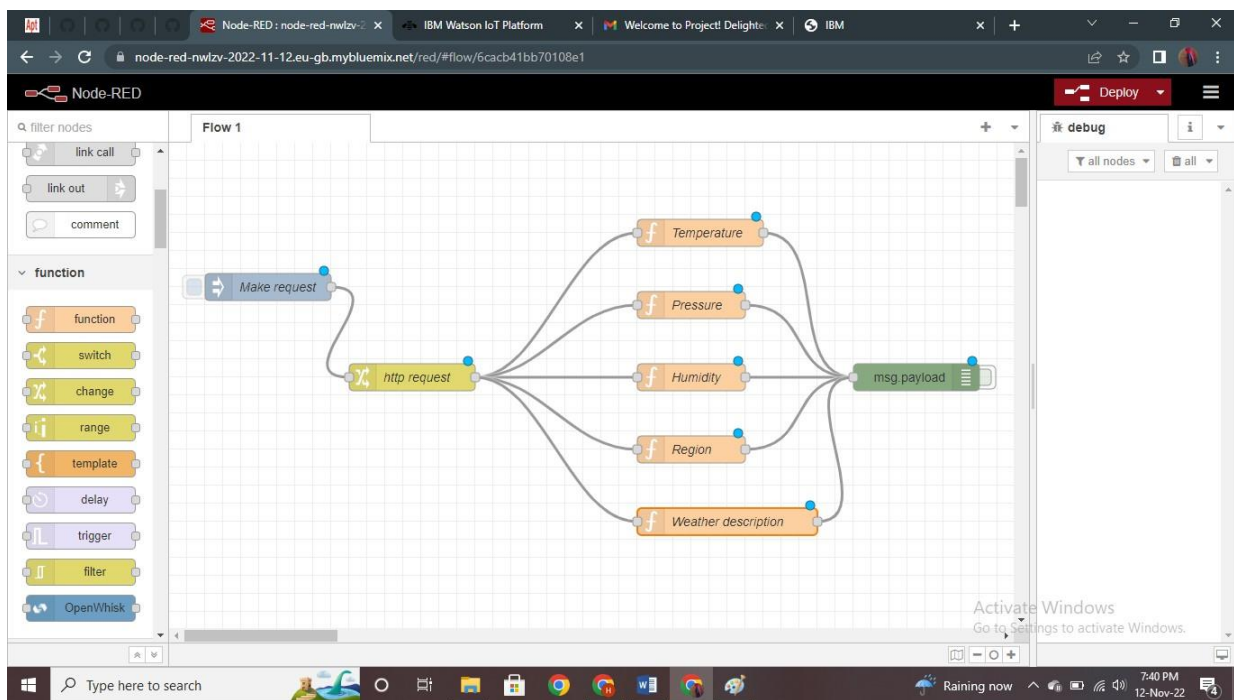 Apt
Node-RED : node-red-nwlzv-2
IBM Watson IoT Platform
Welcome to Project! Delighte
IBM
node-red-nwlzv-2022-11-12.eu-gb.mybluemix.net/red/#flow/6cacb41bb70108e1
Node-RED
Deploy
filter nodes
Flow 1
debug
i
all nodes
all
link call
link out
comment
function
function
switch
change
range
template
delay
trigger
filter
OpenWhisk
Make request
http request
Temperature
Pressure
Humidity
Region
Weather description
msg.payload
Activate Windows
Go to Settings to activate Windows.
Type here to search
Raining now
7:40 PM
12-Nov-22
4